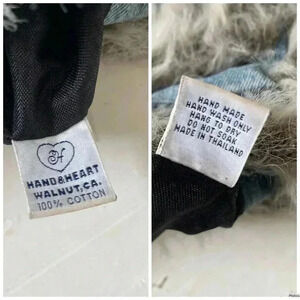 H
HAND&HEART
WALNUT, CA.
100% COTTON
HAND MADE
HAND WASH ONLY
HANG TO DRY
DO NOT SOAK
MADE IN THAILAND